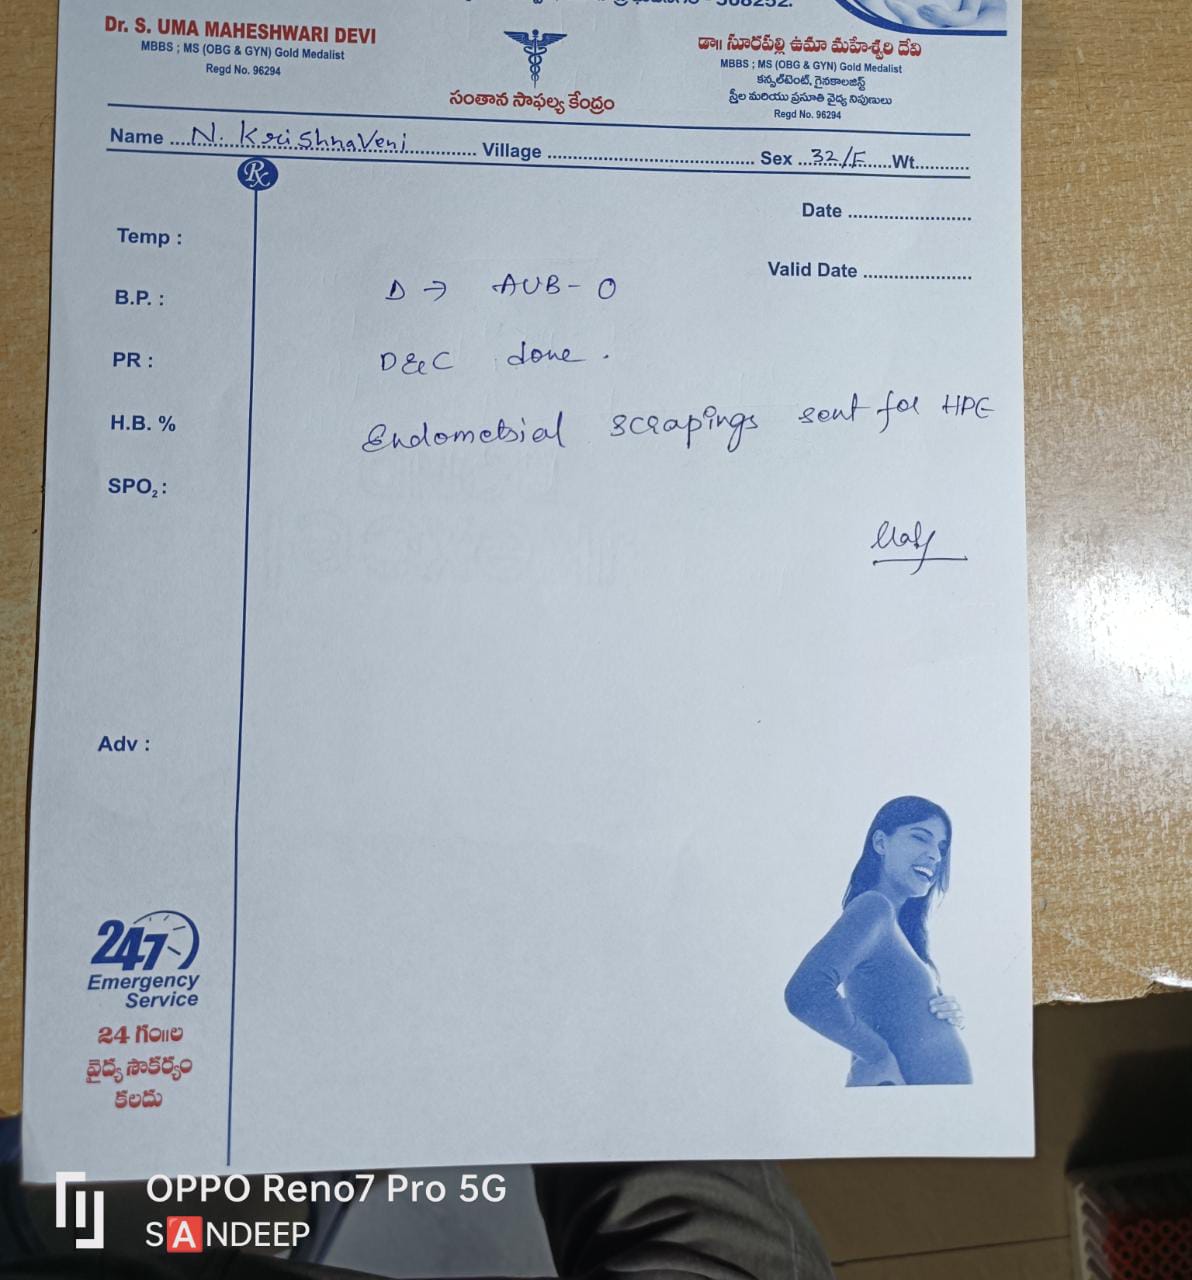 508252.
Dr. S. UMA MAHESHWARI DEVI
MBBS ; MS (OBG & GYN) Gold Medalist
Regd No. 96294
సంతాన సాఫల్య కేంద్రం
డా॥ సూరపల్లి ఉమా మహేశ్వరి దేవి
MBBS ; MS (OBG & GYN) Gold Medalist
కన్సల్టెంట్, గైనకాలజిస్ట్
స్త్రీల మరియు ప్రసూతి వైద్య నిపుణులు
Regd No. 96294
Name N. KriShnaVeni Village Sex 32/F Wt
Rx
Date
Temp :
Valid Date
B.P. :
D → AUB - O
PR :
D&C done .
H.B. %
Endometrial scrapings sent for HPE
SPO₂ :
Adv :
247
Emergency
Service
24 గం॥ల
వైద్య సౌకర్యం
కలదు
OPPO Reno7 Pro 5G
SANDEEP